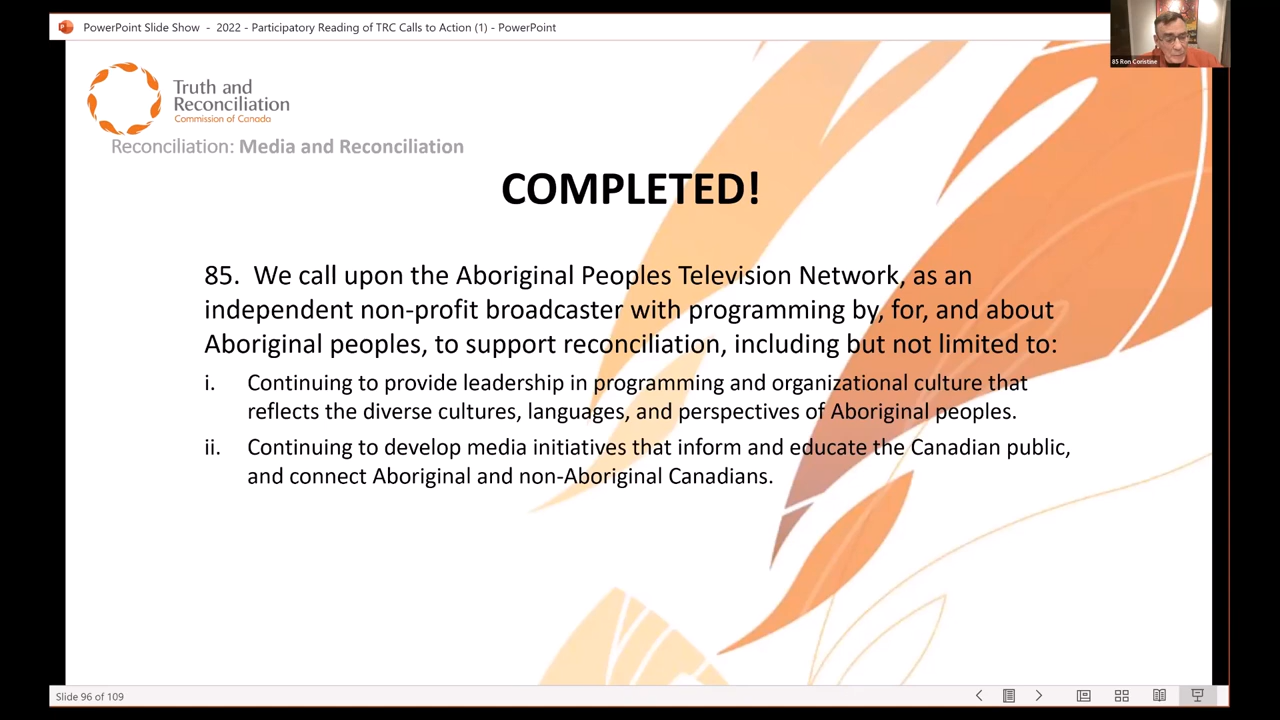 PowerPoint Slide Show - 2022 - Participatory Reading of TRC Calls to Action (1) - PowerPoint
85 Ron Coristine
Truth and
Reconciliation
Commission of Canada
Reconciliation: Media and Reconciliation
COMPLETED!
85. We call upon the Aboriginal Peoples Television Network, as an
independent non-profit broadcaster with programming by, for, and about
Aboriginal peoples, to support reconciliation, including but not limited to:
i. Continuing to provide leadership in programming and organizational culture that
reflects the diverse cultures, languages, and perspectives of Aboriginal peoples.
ii. Continuing to develop media initiatives that inform and educate the Canadian public,
and connect Aboriginal and non-Aboriginal Canadians.
Slide 96 of 109